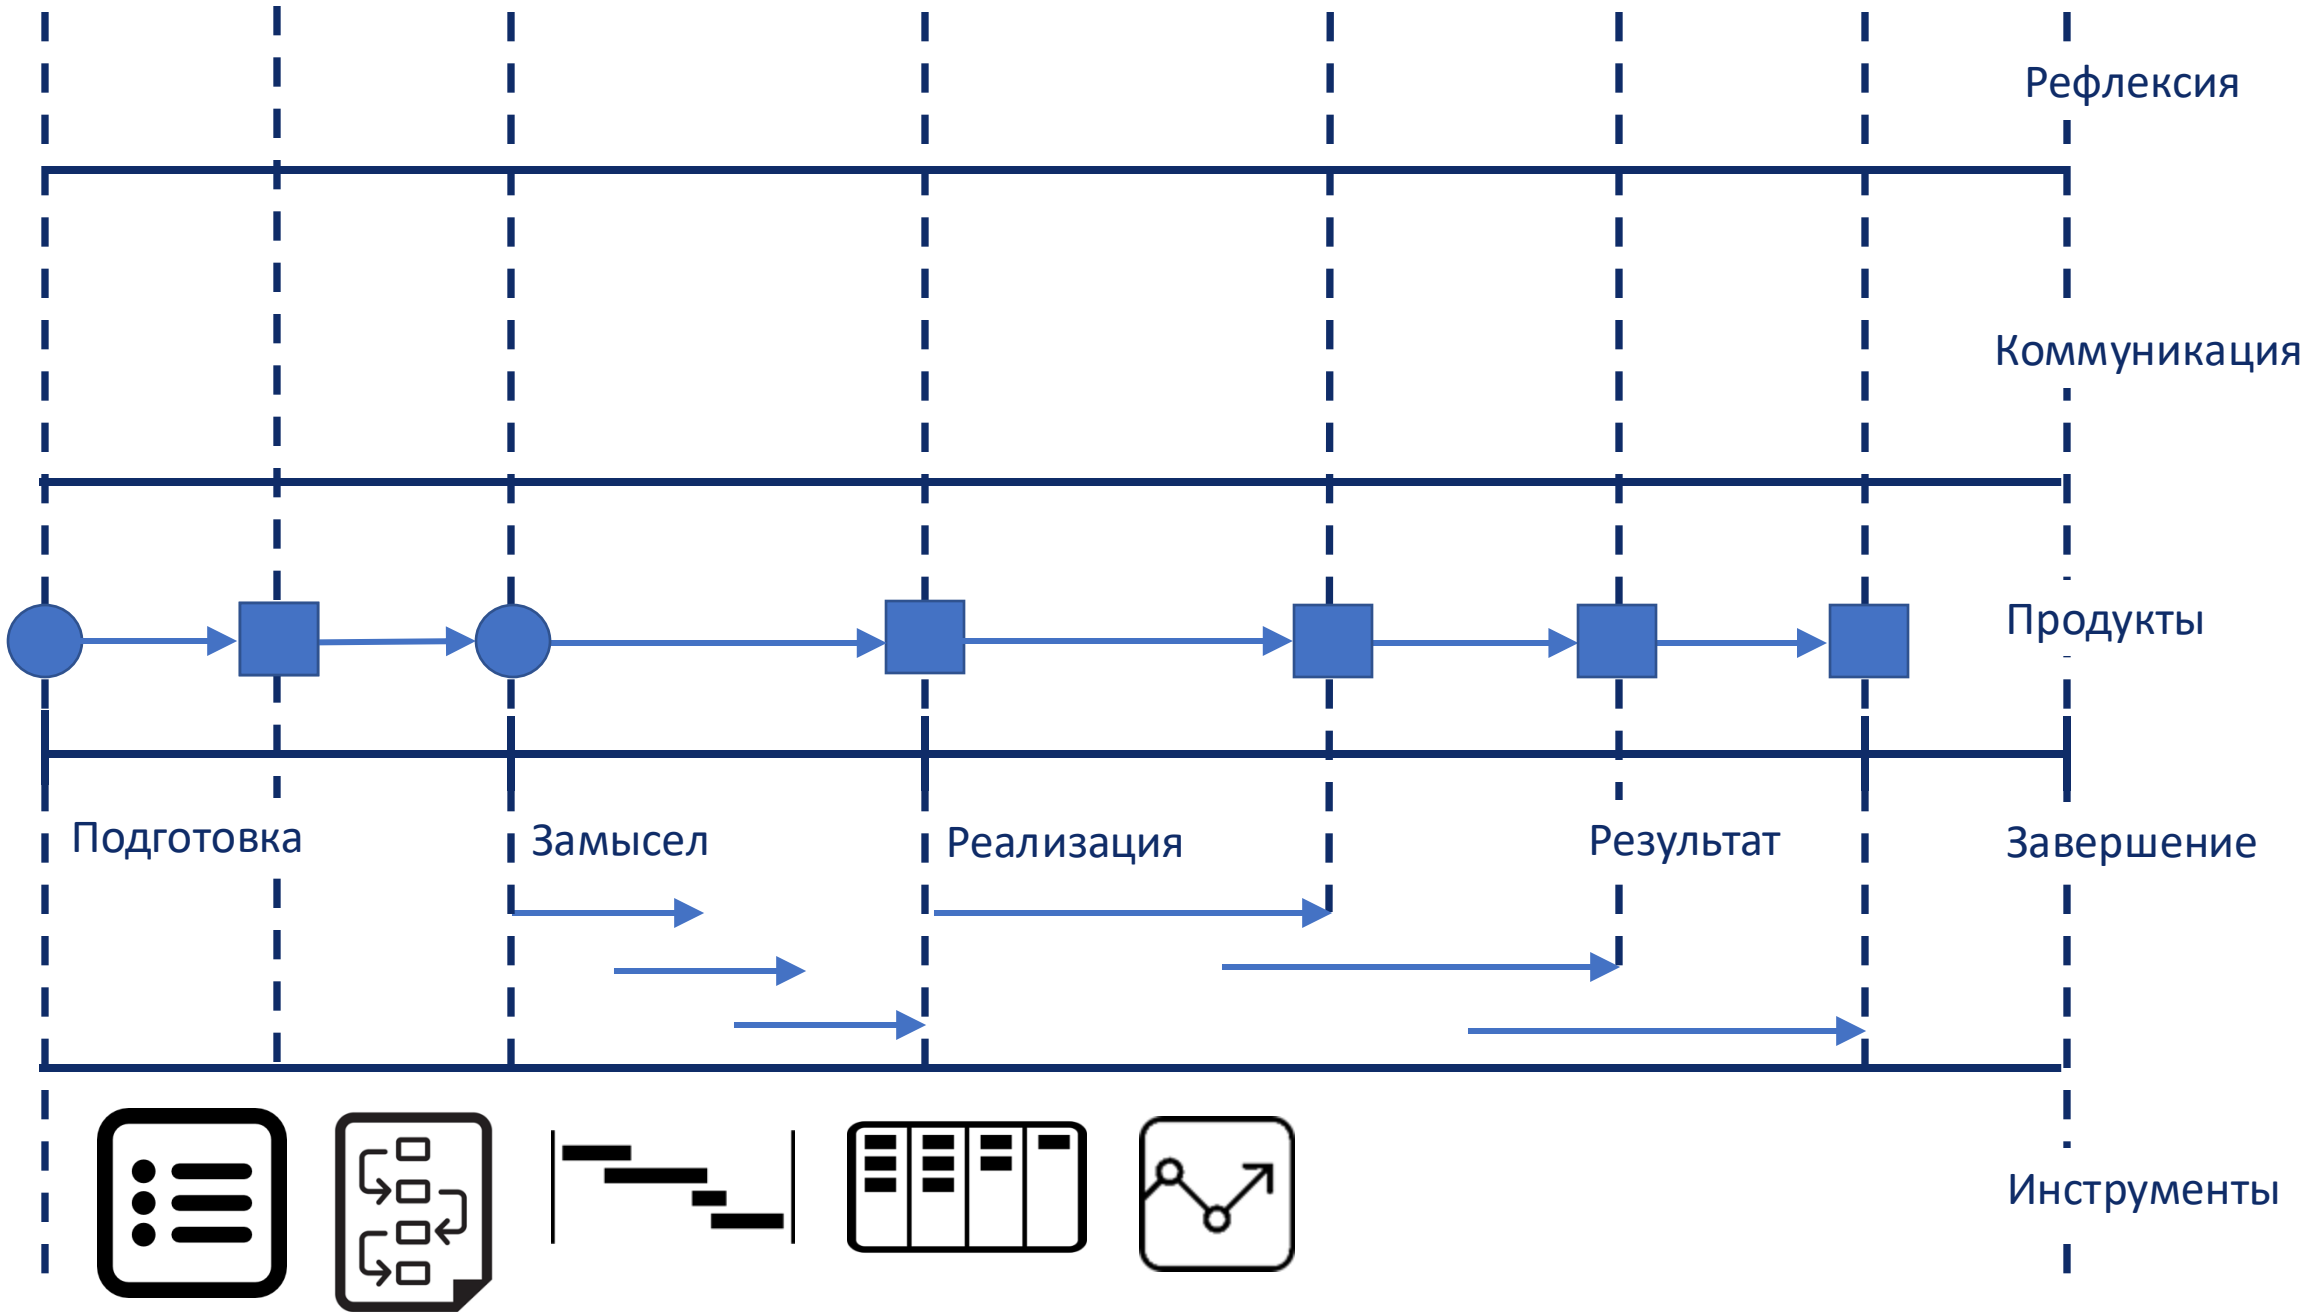 Рефлексия
Коммуникация
Продукты
Подготовка
Замысел
Реализация
Результат
Завершение
Инструменты